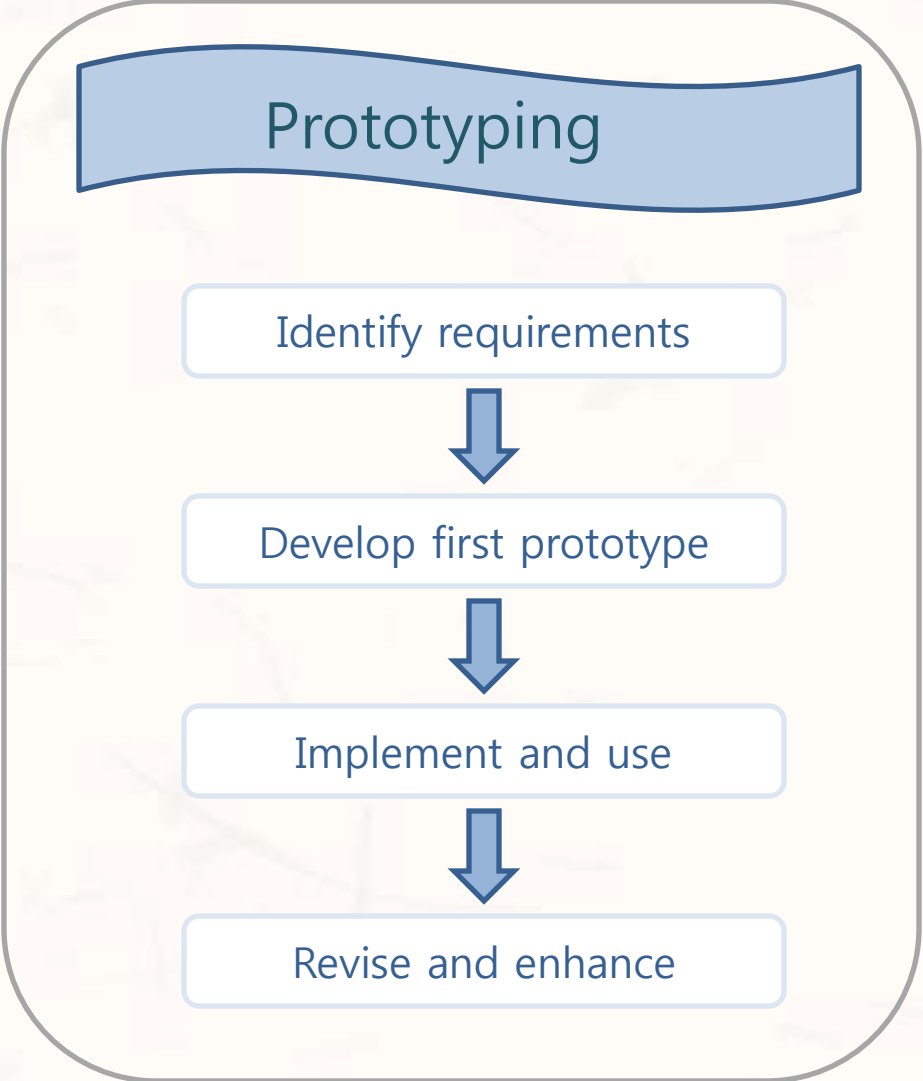 Prototyping
Identify requirements
Develop first prototype
Implement and use
Revise and enhance